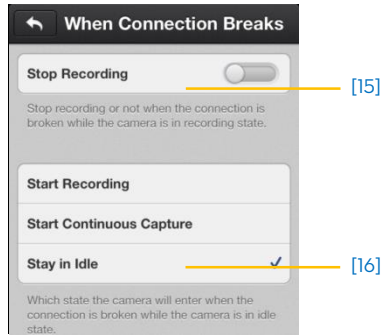 When Connection Breaks
Stop Recording
[15]
Stop recording or not when the connection is
broken while the camera is in recording state.
Start Recording
Start Continuous Capture
Stay in Idle
[16]
Which state the camera will enter when the
connection is broken while the camera is in idle
state.